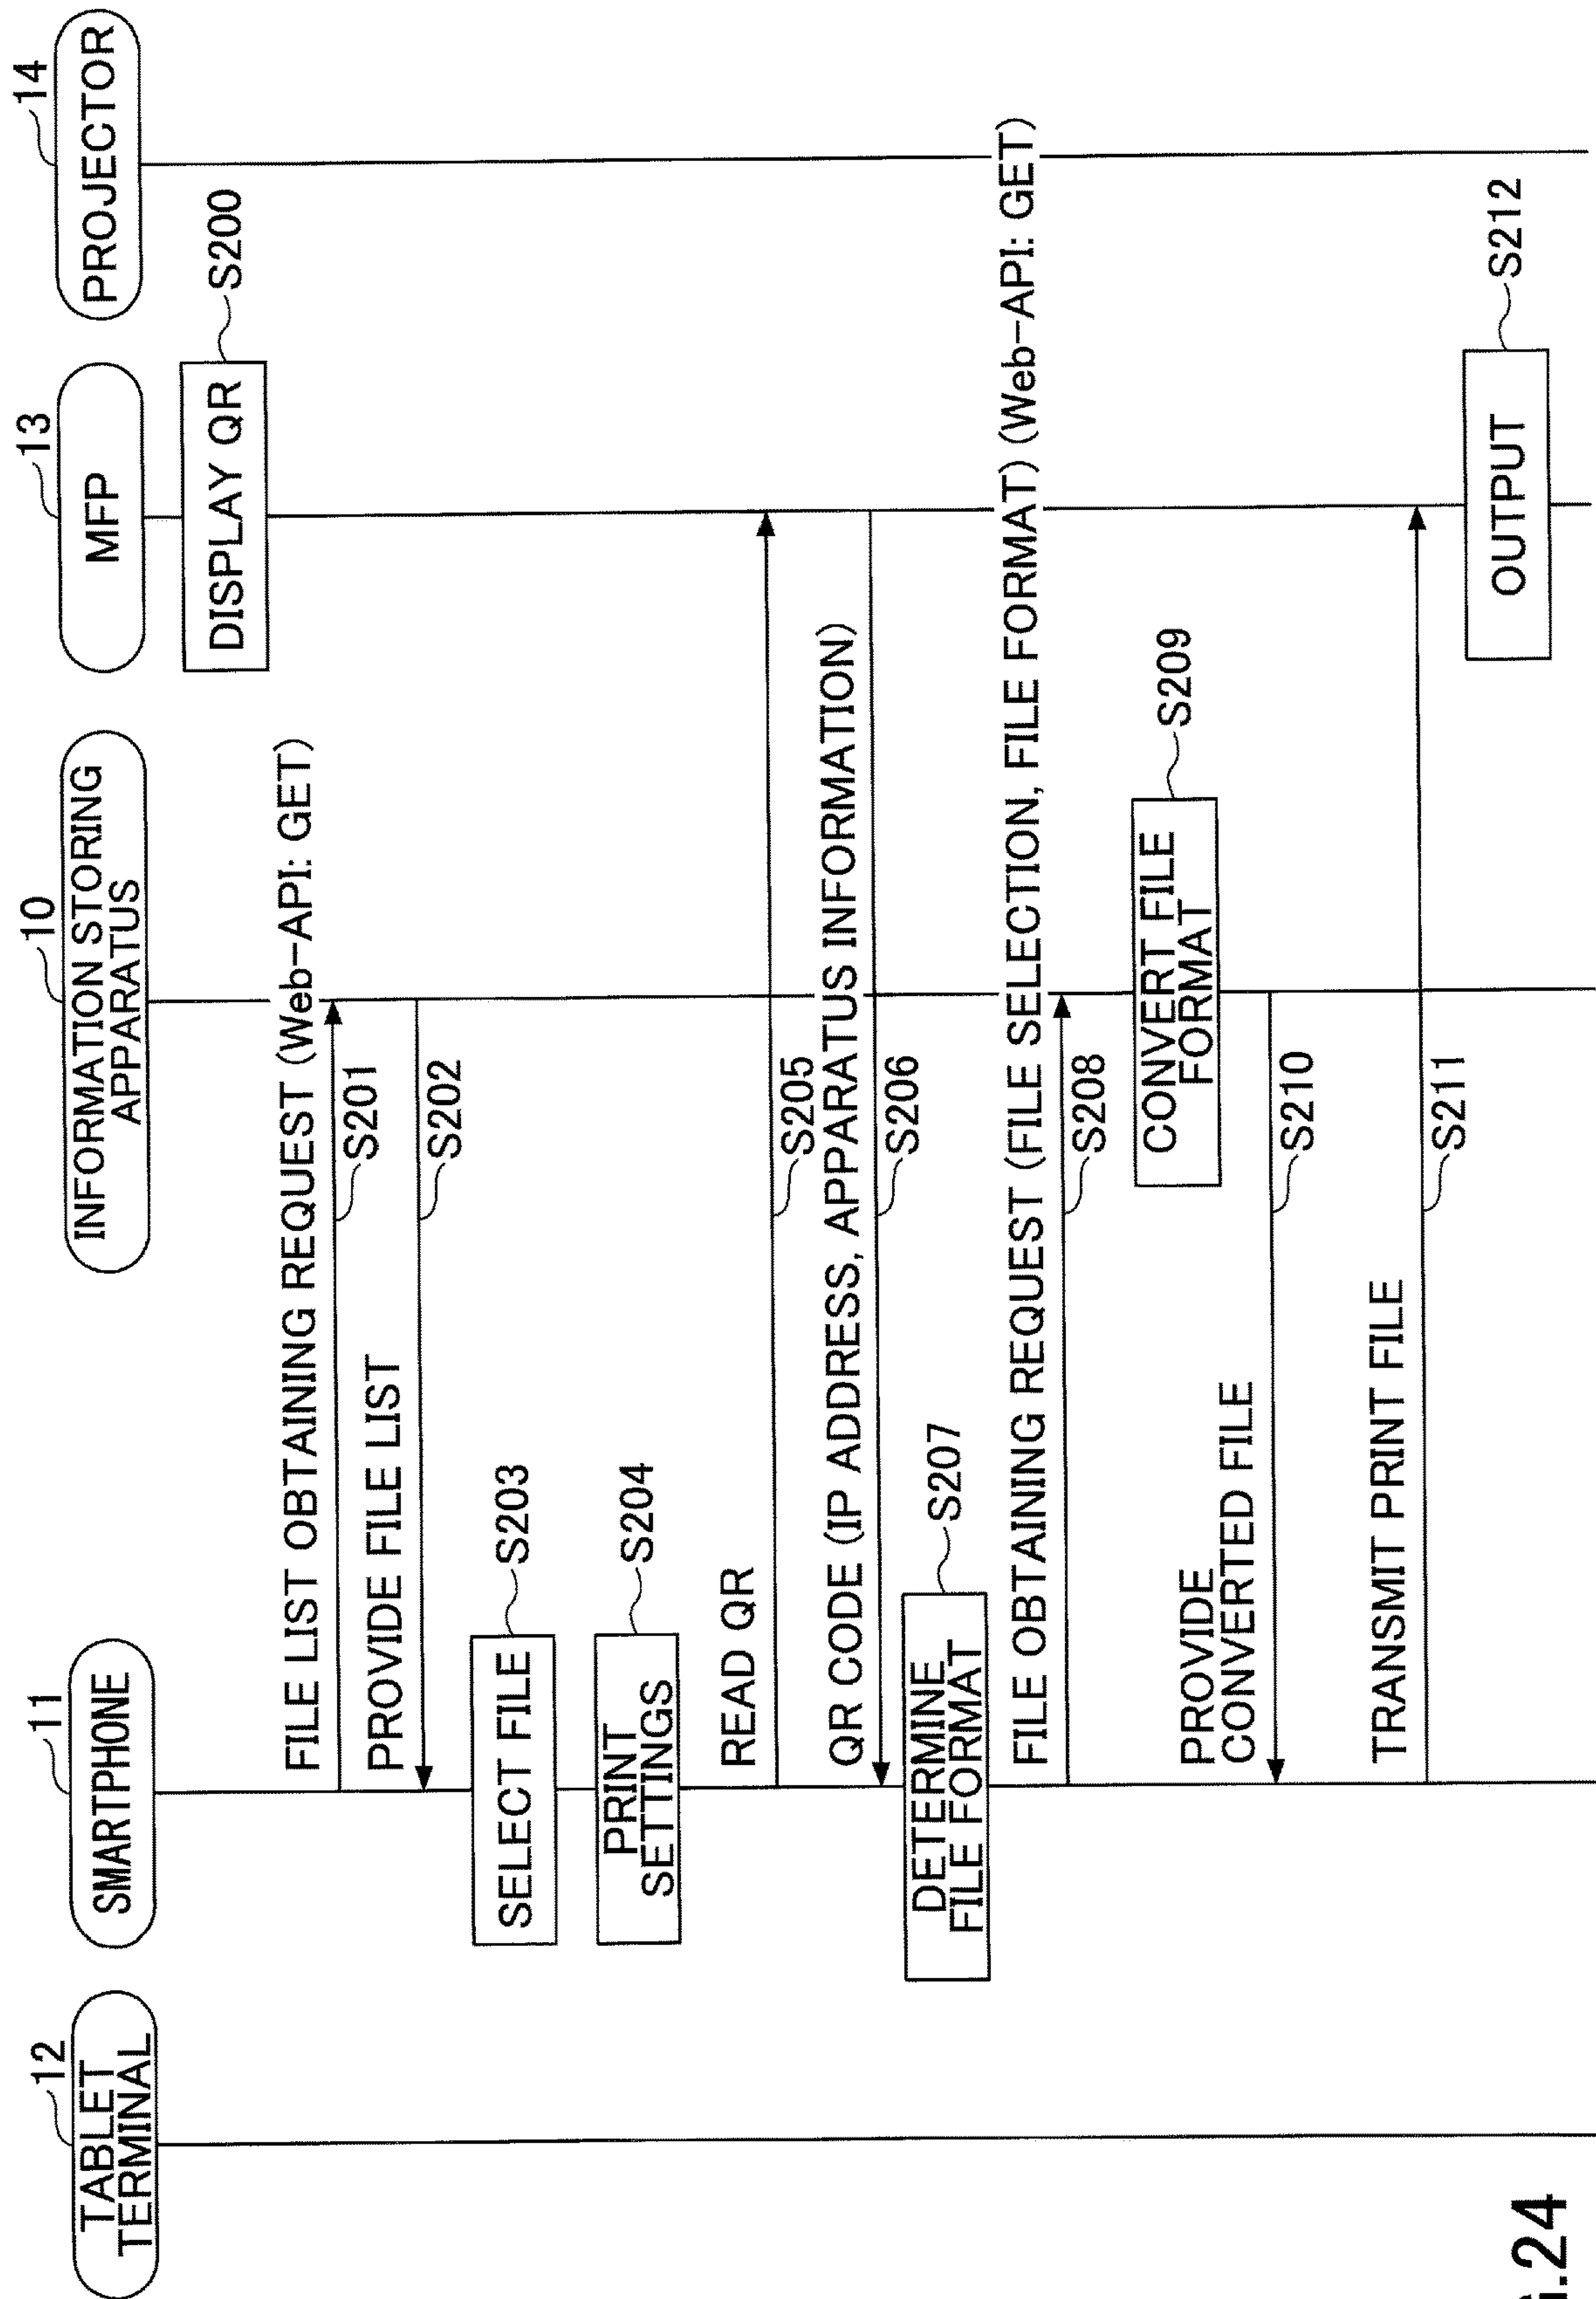 12
TABLET
TERMINAL
11
SMARTPHONE
10
INFORMATION STORING
APPARATUS
13
MFP
14
PROJECTOR
DISPLAY QR
S200
FILE LIST OBTAINING REQUEST (Web-API: GET)
S201
PROVIDE FILE LIST
S202
SELECT FILE
S203
PRINT
SETTINGS
S204
READ QR
S205
QR CODE (IP ADDRESS, APPARATUS INFORMATION)
S206
DETERMINE
FILE FORMAT
S207
FILE OBTAINING REQUEST (FILE SELECTION, FILE FORMAT) (Web-API: GET)
S208
CONVERT FILE
FORMAT
S209
PROVIDE
CONVERTED FILE
S210
TRANSMIT PRINT FILE
S211
OUTPUT
S212
.24